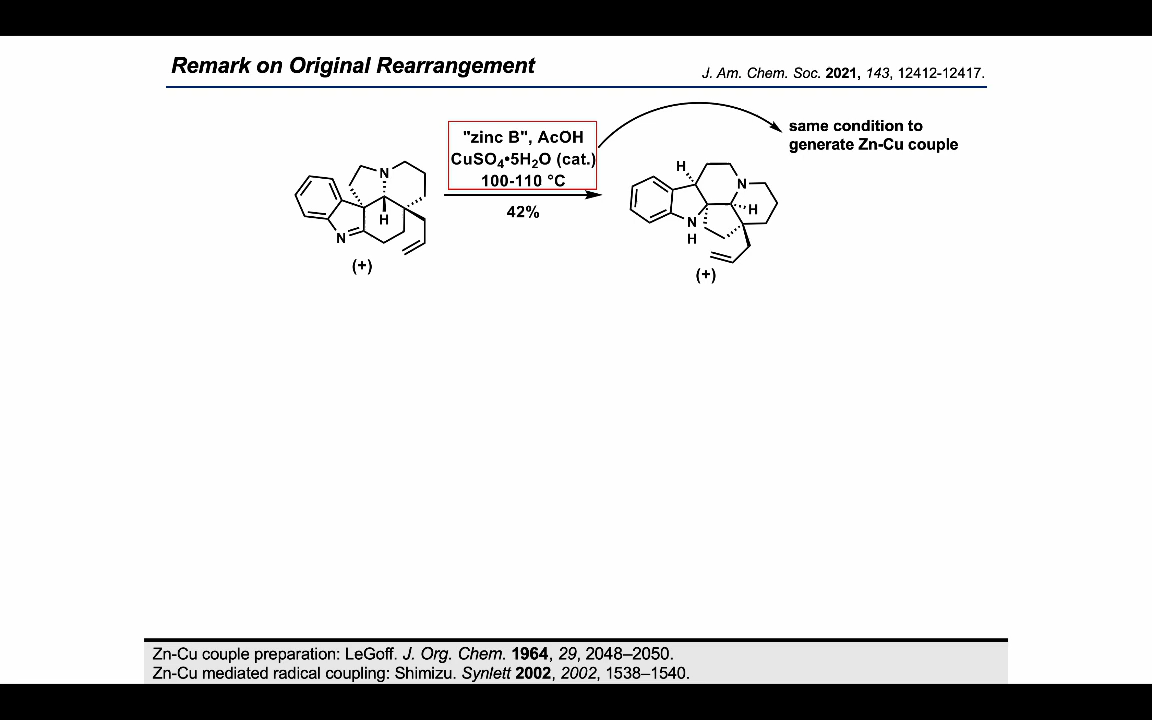 Remark on Original Rearrangement
J. Am. Chem. Soc. 2021, 143, 12412-12417.
"zinc B", AcOH
CuSO₄•5H₂O (cat.)
100-110 °C
42%
same condition to
generate Zn-Cu couple
N
H
N
(+)
H
N
H
N
H
(+)
Zn-Cu couple preparation: LeGoff. J. Org. Chem. 1964, 29, 2048–2050.
Zn-Cu mediated radical coupling: Shimizu. Synlett 2002, 2002, 1538–1540.